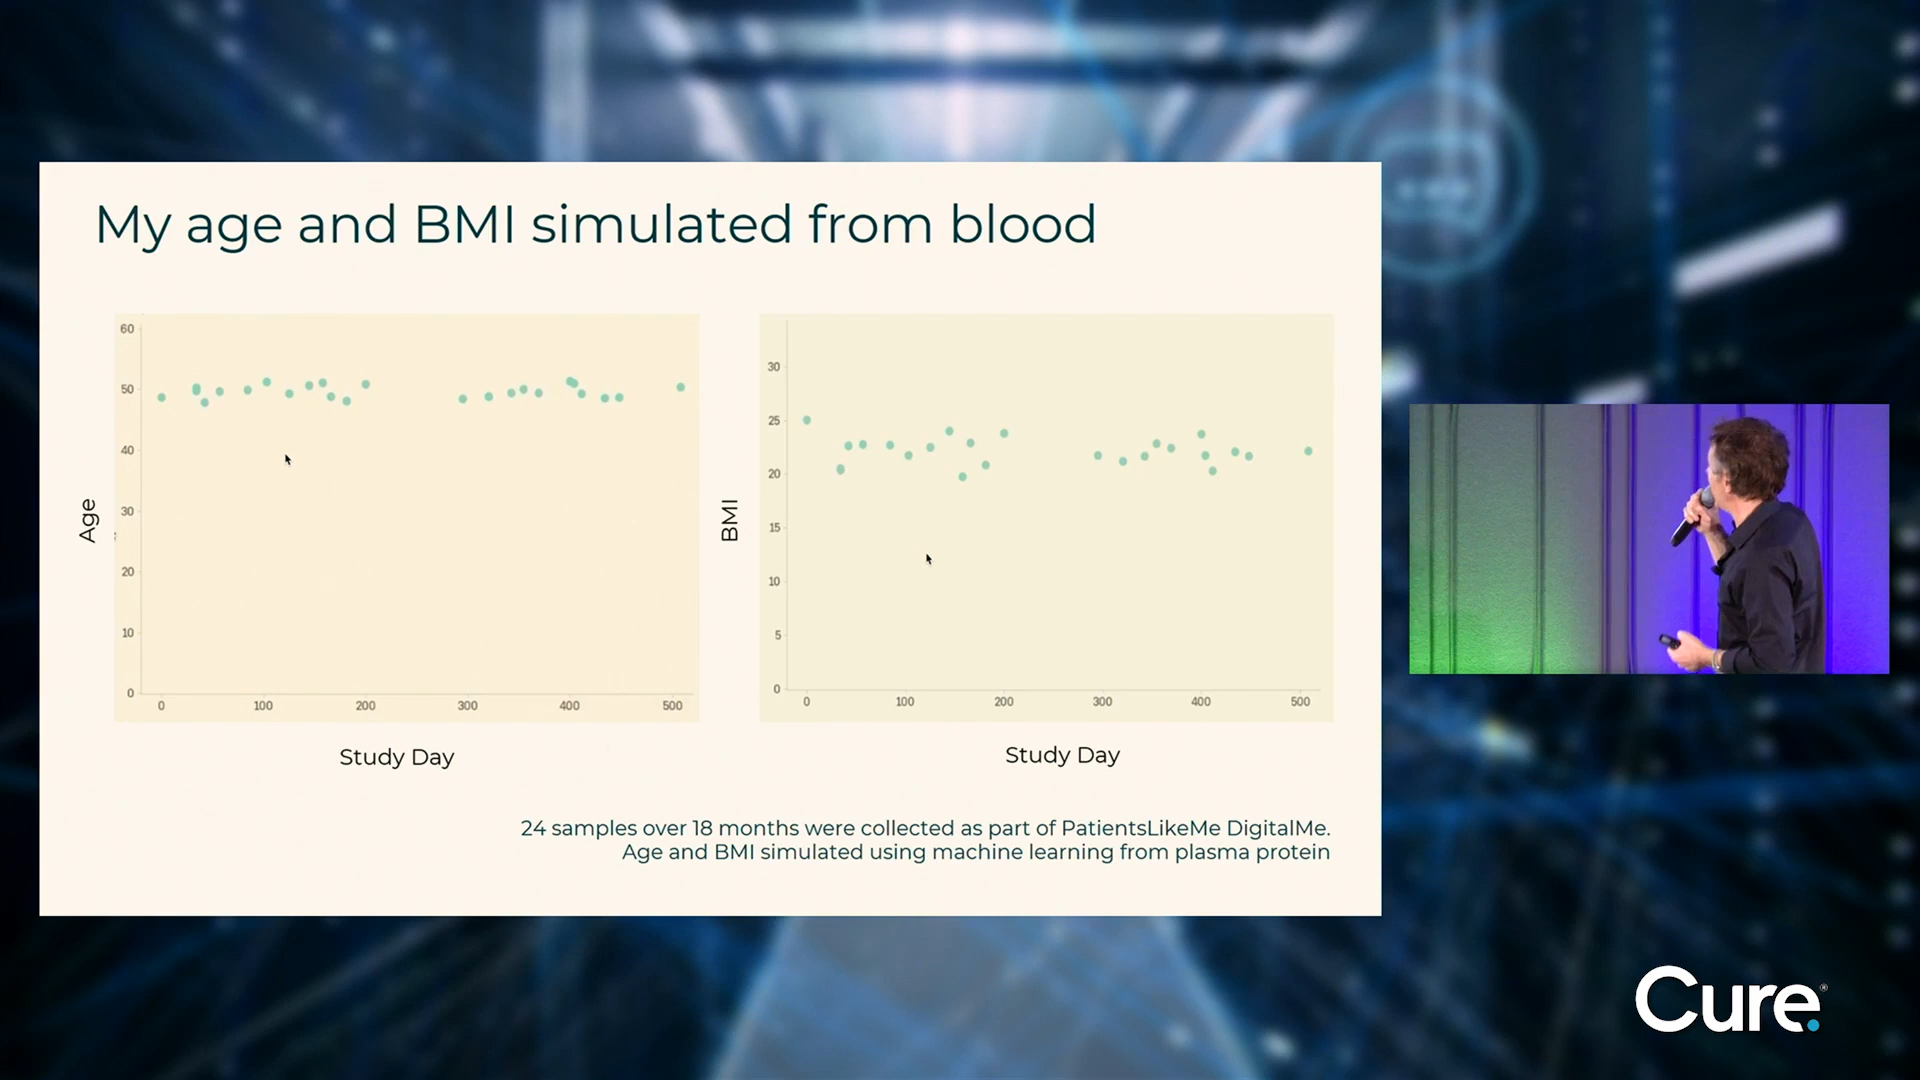 My age and BMI simulated from blood
60
50
40
30
20
10
0
Age
0 100 200 300 400 500
Study Day
30
25
20
15
10
5
0
BMI
0 100 200 300 400 500
Study Day
24 samples over 18 months were collected as part of PatientsLikeMe DigitalMe.
Age and BMI simulated using machine learning from plasma protein
Cure.®